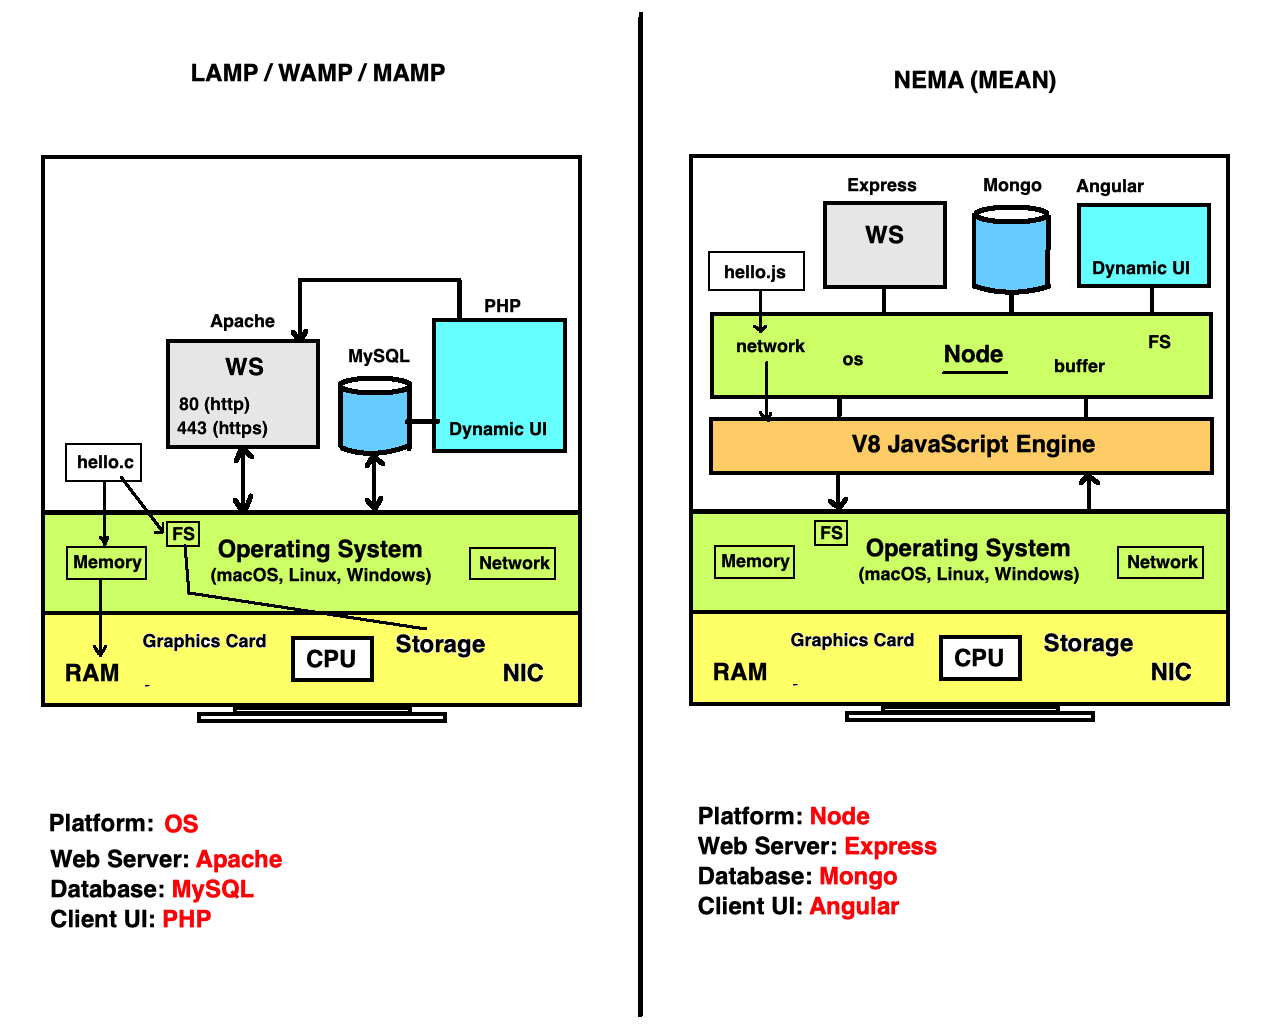 LAMP / WAMP / MAMP
Apache
PHP
WS
80 (http)
443 (https)
MySQL
Dynamic UI
hello.c
FS
Memory
Operating System
(macOS, Linux, Windows)
Network
Graphics Card
Storage
CPU
RAM
NIC
Platform: OS
Web Server: Apache
Database: MySQL
Client UI: PHP
NEMA (MEAN)
Express
Mongo
Angular
WS
Dynamic UI
hello.js
network
os
Node
buffer
FS
V8 JavaScript Engine
FS
Memory
Operating System
(macOS, Linux, Windows)
Network
Graphics Card
Storage
CPU
RAM
NIC
Platform: Node
Web Server: Express
Database: Mongo
Client UI: Angular